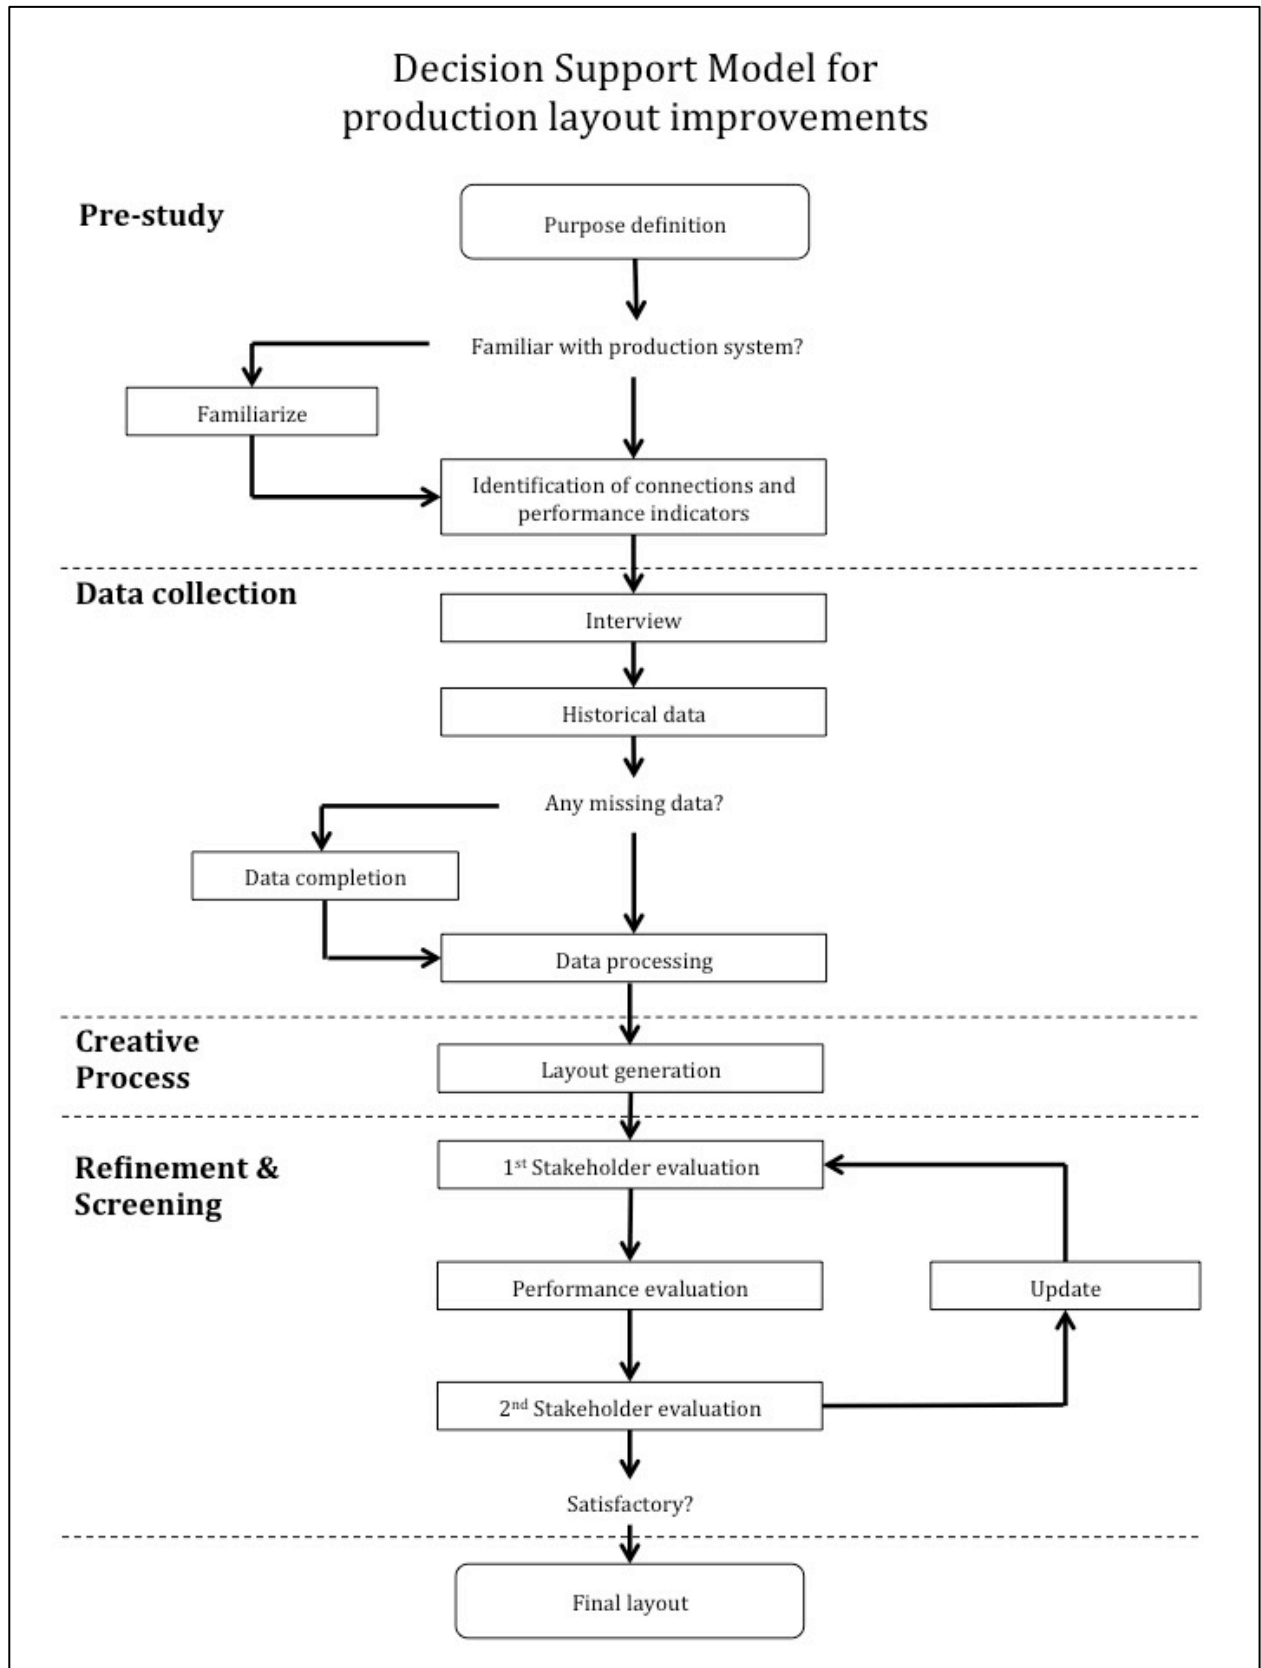 Decision Support Model for
production layout improvements
Pre-study
Purpose definition
Familiar with production system?
Familiarize
Identification of connections and
performance indicators
Data collection
Interview
Historical data
Any missing data?
Data completion
Data processing
Creative
Process
Layout generation
Refinement &
Screening
1st Stakeholder evaluation
Performance evaluation
Update
2nd Stakeholder evaluation
Satisfactory?
Final layout